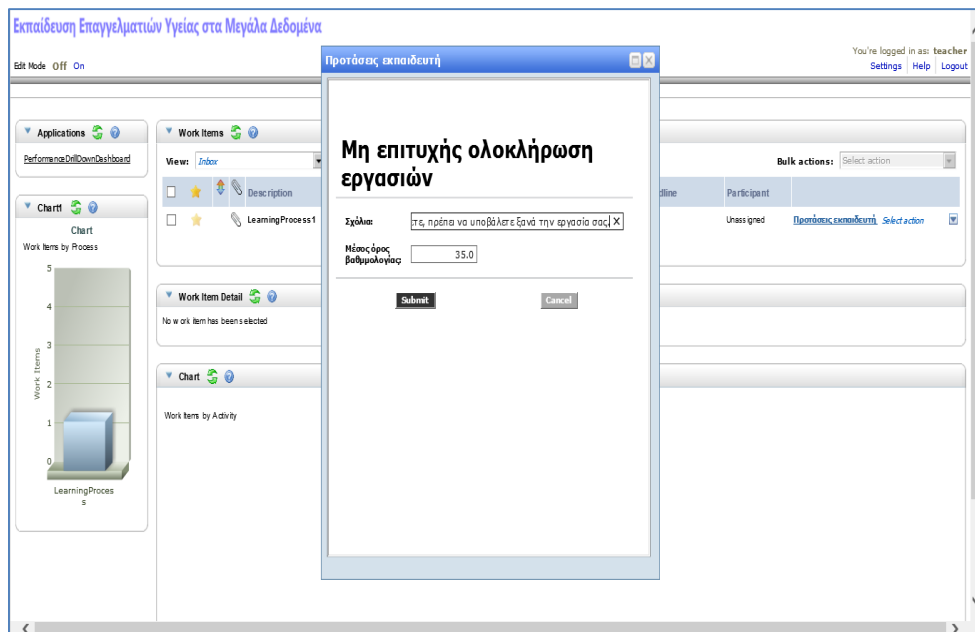 Εκπαίδευση Επαγγελματιών Υγείας στα Μεγάλα Δεδομένα
You're logged in as: teacher
Edit Mode Off On
Settings Help Logout
Προτάσεις εκπαιδευτή
Applications
PerformanceDrillDownDashboard
Chart1
Chart
Work Items by Process
5
4
3
2
1
0
Work Items
LearningProces
s
Work Items
View: Inbox
Bulk actions: Select action
Description
dline
Participant
LearningProcess1
Unassigned
Προτάσεις εκπαιδευτή
Select action
Work Item Detail
No work item has been selected
Chart
Work Items by Activity
Μη επιτυχής ολοκλήρωση
εργασιών
Σχόλια:
τε, πρέπει να υποβάλετε ξανά την εργασία σας.
Μέσος όρος
βαθμμολογίας:
35.0
Submit
Cancel